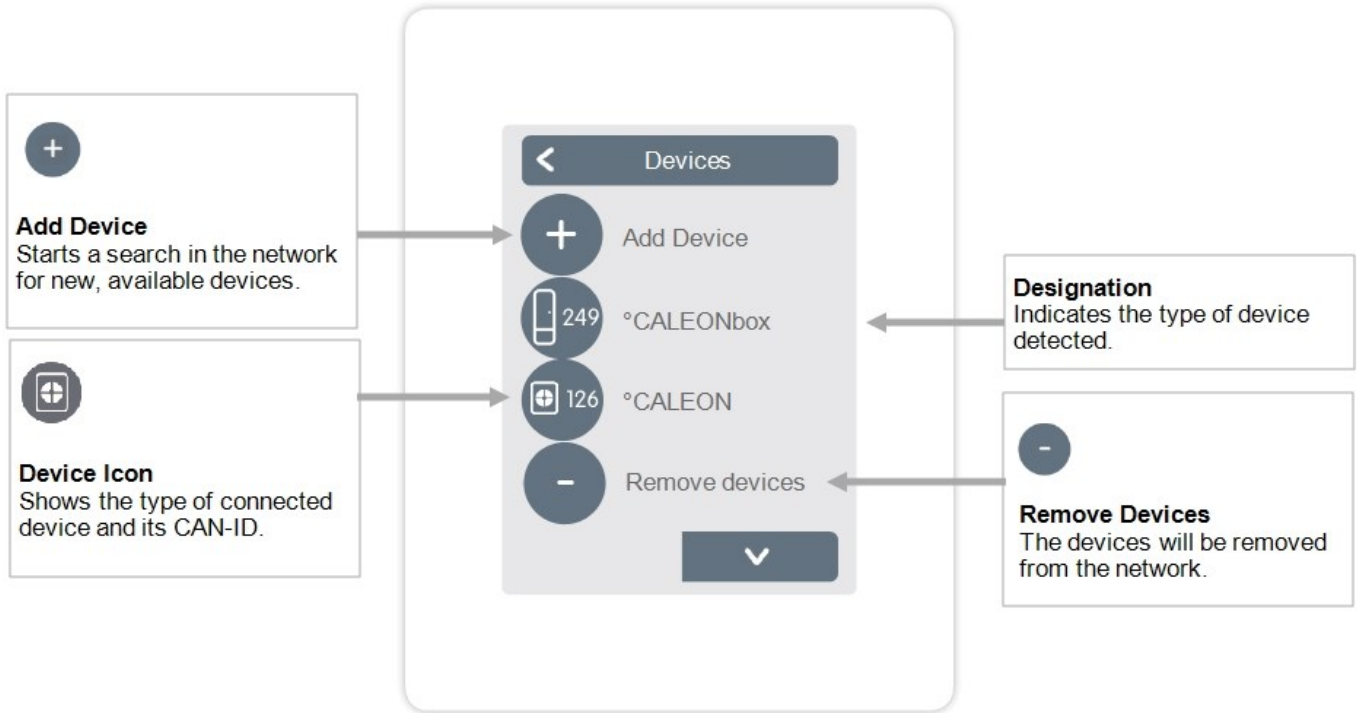 +
Add Device
Starts a search in the network
for new, available devices.
Device Icon
Shows the type of connected
device and its CAN-ID.
< Devices
+ Add Device
249 °CALEONbox
126 °CALEON
- Remove devices
Designation
Indicates the type of device
detected.
-
Remove Devices
The devices will be removed
from the network.